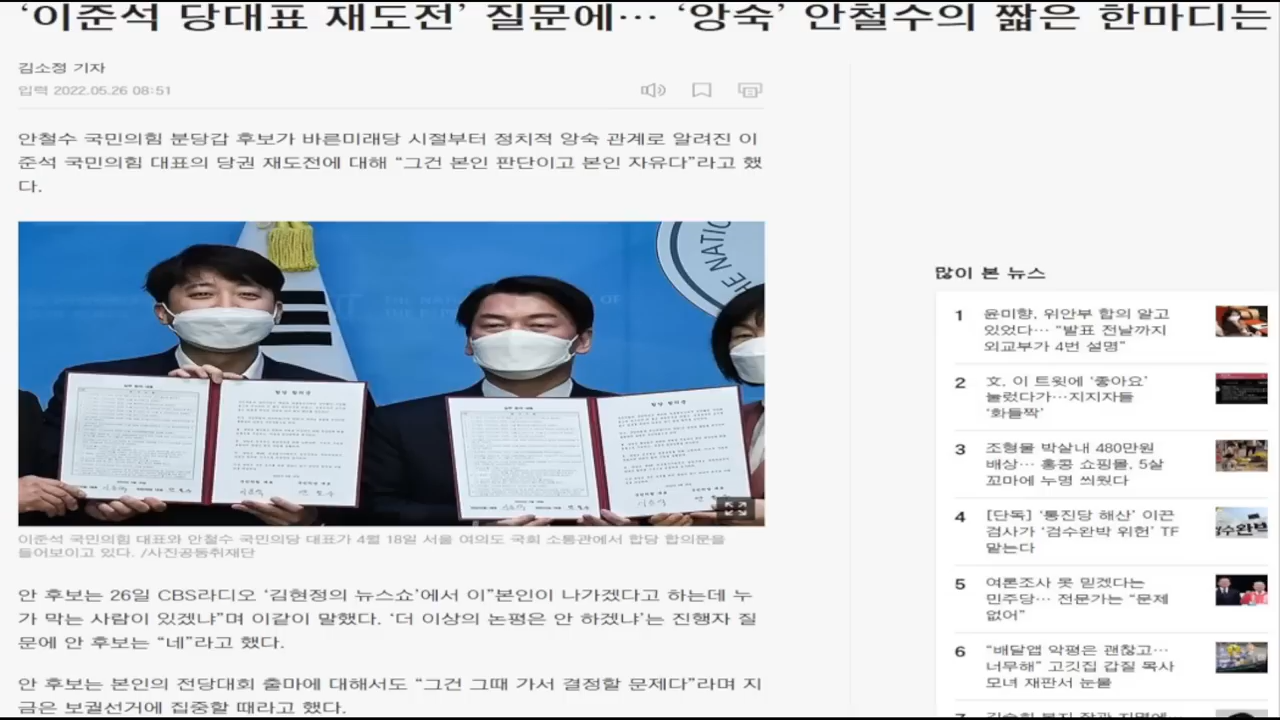 ‘이준석 당대표 재도전’ 질문에… ‘앙숙’ 안철수의 짧은 한마디는
김소정 기자
입력 2022.05.26 08:51
안철수 국민의힘 분당갑 후보가 바른미래당 시절부터 정치적 앙숙 관계로 알려진 이
준석 국민의힘 대표의 당권 재도전에 대해 “그건 본인 판단이고 본인 자유다”라고 했
다.
THE NATIO
합당 합의문
합당 합의문
이준석 국민의힘 대표와 안철수 국민의당 대표가 서울 여의도 국회 소통관에서 합당 합의문을
들어보이고 있다. /사진공동취재단
안 후보는 26일 CBS라디오 ‘김현정의 뉴스쇼’에서 이”본인이 나가겠다고 하는데 누
가 막는 사람이 있겠냐”며 이같이 말했다. ‘더 이상의 논평은 안 하겠냐’는 진행자 질
문에 안 후보는 “네”라고 했다.
안 후보는 본인의 전당대회 출마에 대해서도 “그건 그때 가서 결정할 문제다”라며 지
금은 보궐선거에 집중할 때라고 했다.
많이 본 뉴스
1 윤미향, 위안부 합의 알고
있었다… “발표 전날까지
외교부가 4번 설명”
2 文, 이 트윗에 ‘좋아요’
눌렀다가…지지자들
‘화들짝’
3 조형물 박살내 480만원
배상… 홍콩 쇼핑몰, 5살
꼬마에 누명 씌웠다
4 [단독] ‘통진당 해산’ 이끈
검사가 ‘검수완박 위헌’ TF
맡는다
검수완박
5 여론조사 못 믿겠다는
민주당… 전문가는 “문제
없어”
6 “배달앱 악평은 괜찮고…
너무해” 고깃집 갑질 목사
모녀 재판서 눈물
7